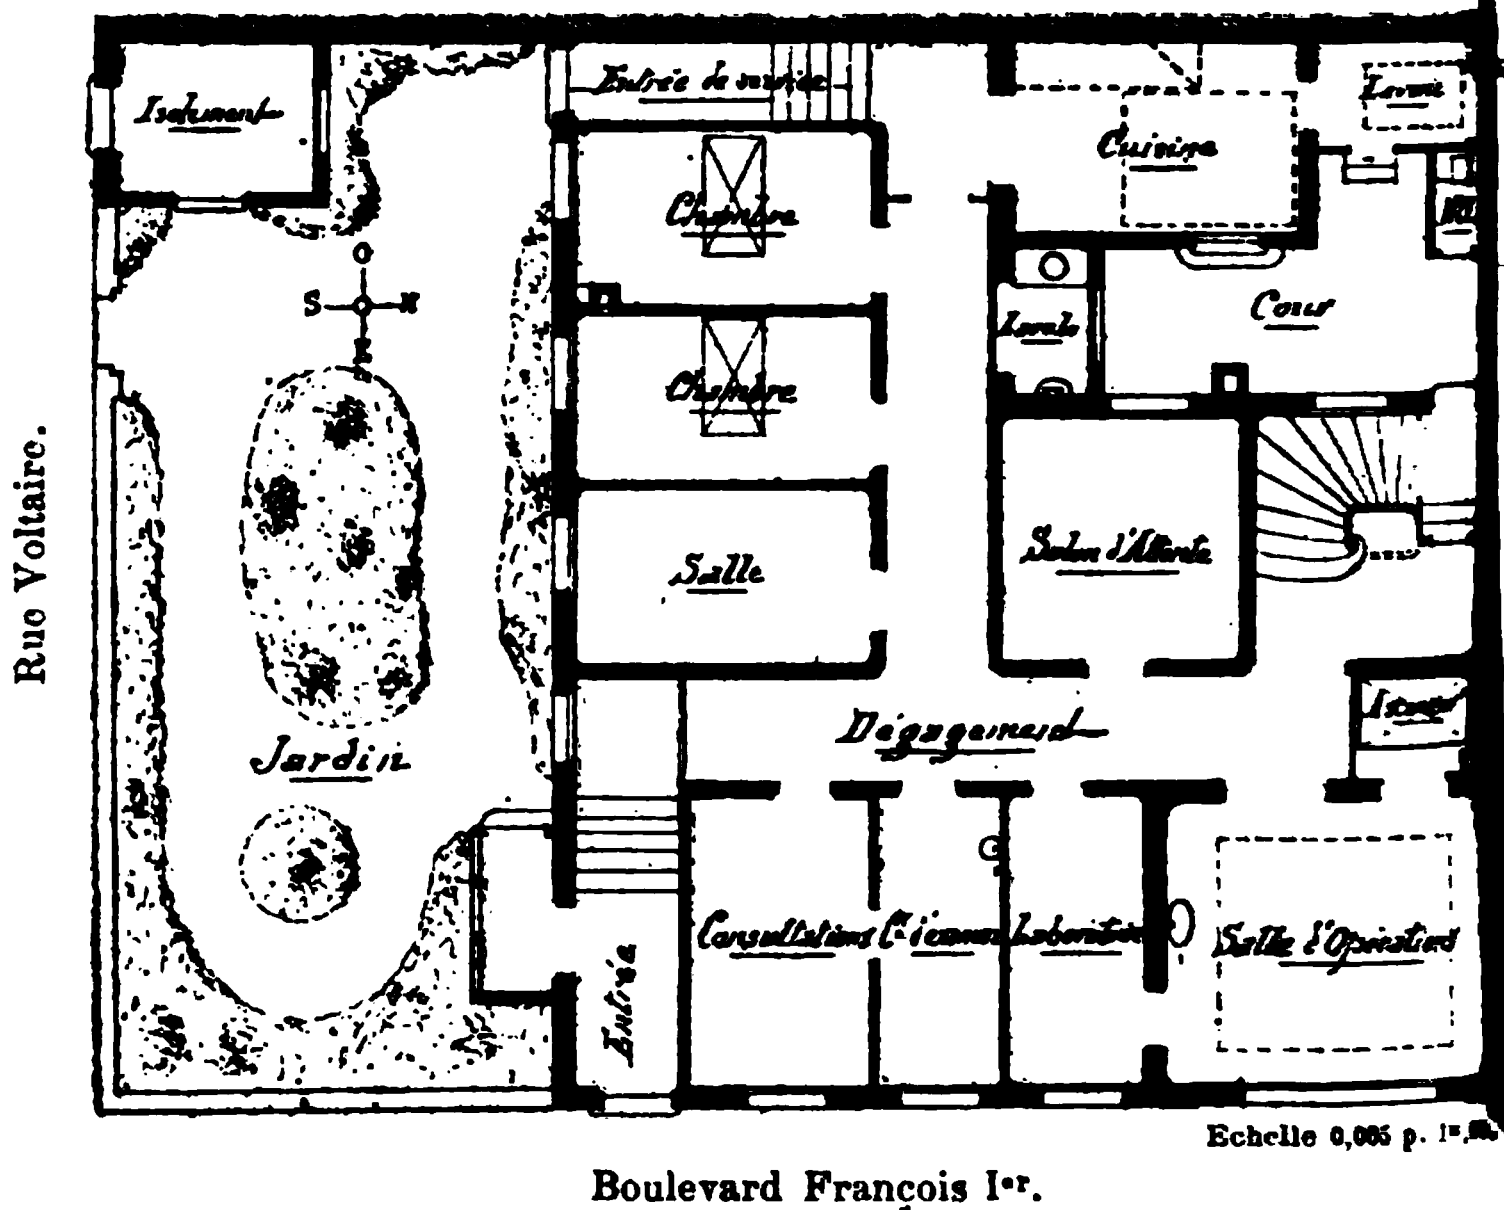 Isolement
Entrée de service
Cuisine
Chambre
O
S N
Cour
Lavabo
Chambre
Salon d'Attente
Salle
Rue Voltaire.
Dégagement
Jardin
Consultations
Laboratoire
Salle d'Opérations
Entrée
Echelle 0,005 p. 1m.
Boulevard François Ier.